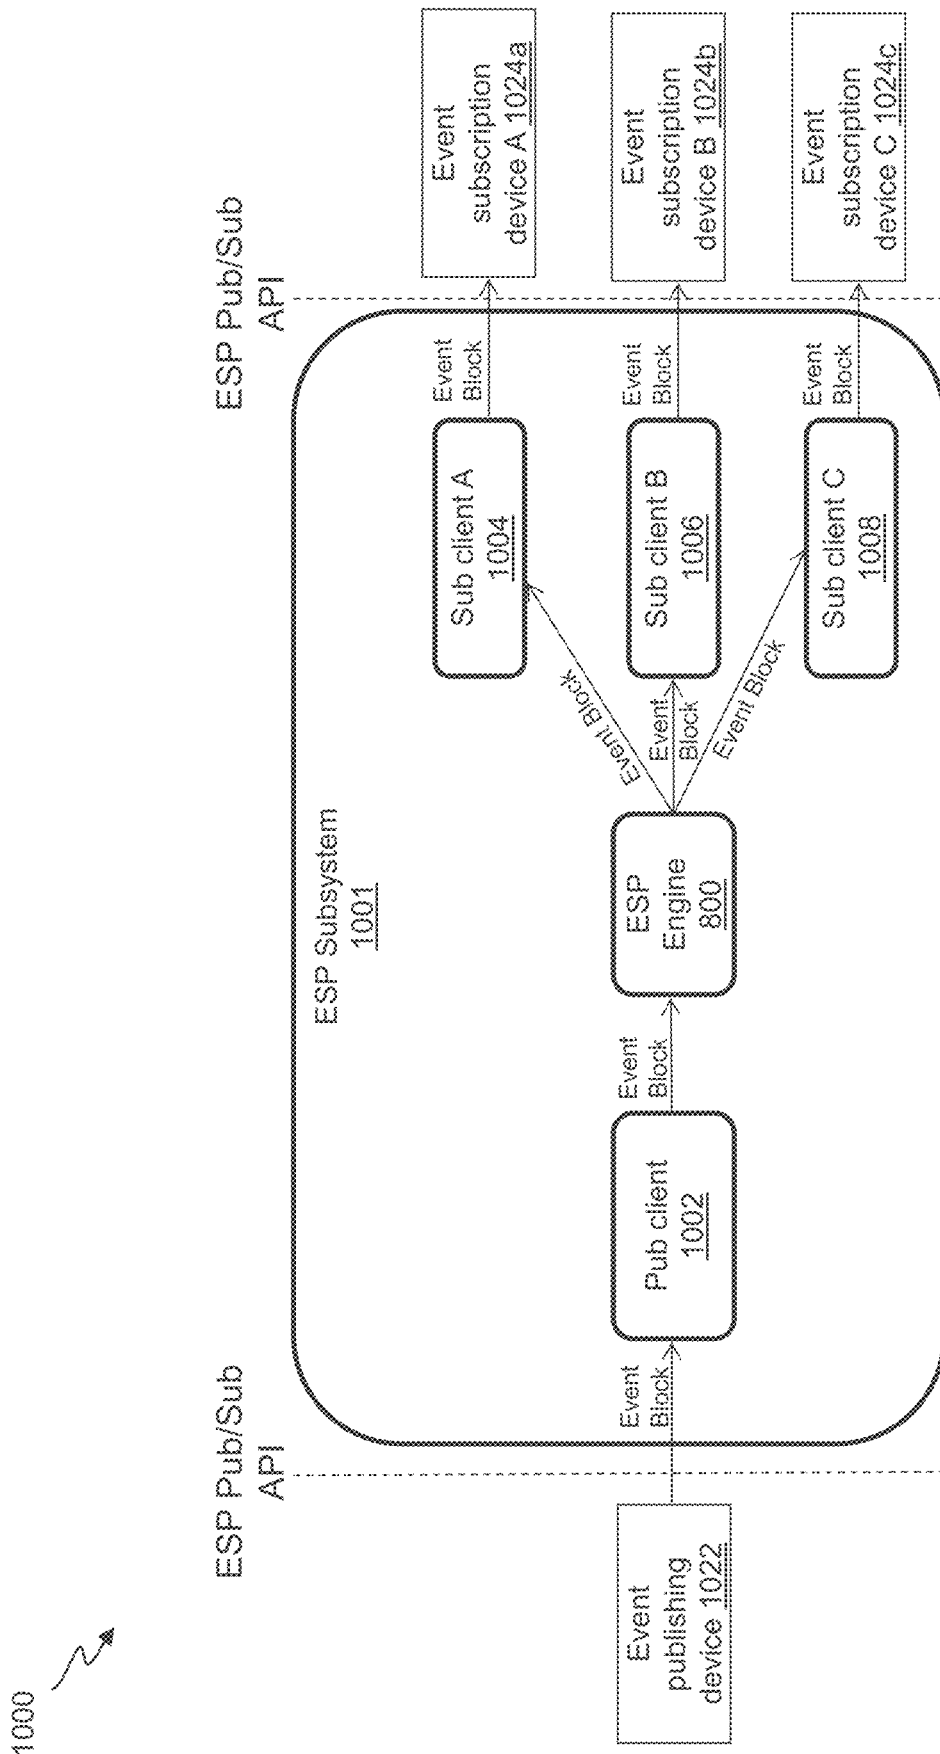 1000
ESP Pub/Sub
API
ESP Pub/Sub
API
ESP Subsystem
1001
Event
publishing
device 1022
Event
Block
Pub client
1002
Event
Block
ESP
Engine
800
Event Block
Event
Block
Event Block
Sub client A
1004
Sub client B
1006
Sub client C
1008
Event
Block
Event
Block
Event
Block
Event
subscription
device A 1024a
Event
subscription
device B 1024b
Event
subscription
device C 1024c